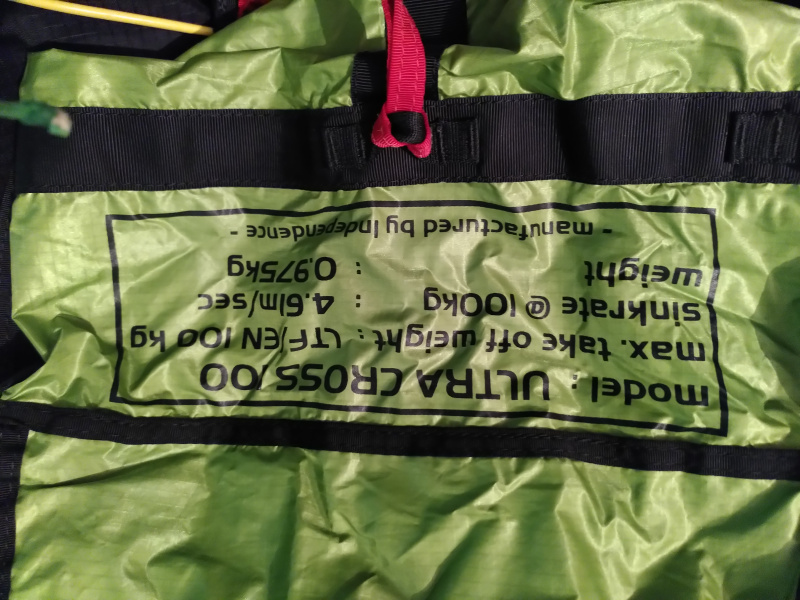 model : ULTRA CROSS 100
max. take off weight : LTF/EN 100 kg
sinkrate @ 100kg : 4.61m/sec
weight : 0.975kg
- manufactured by Independence -